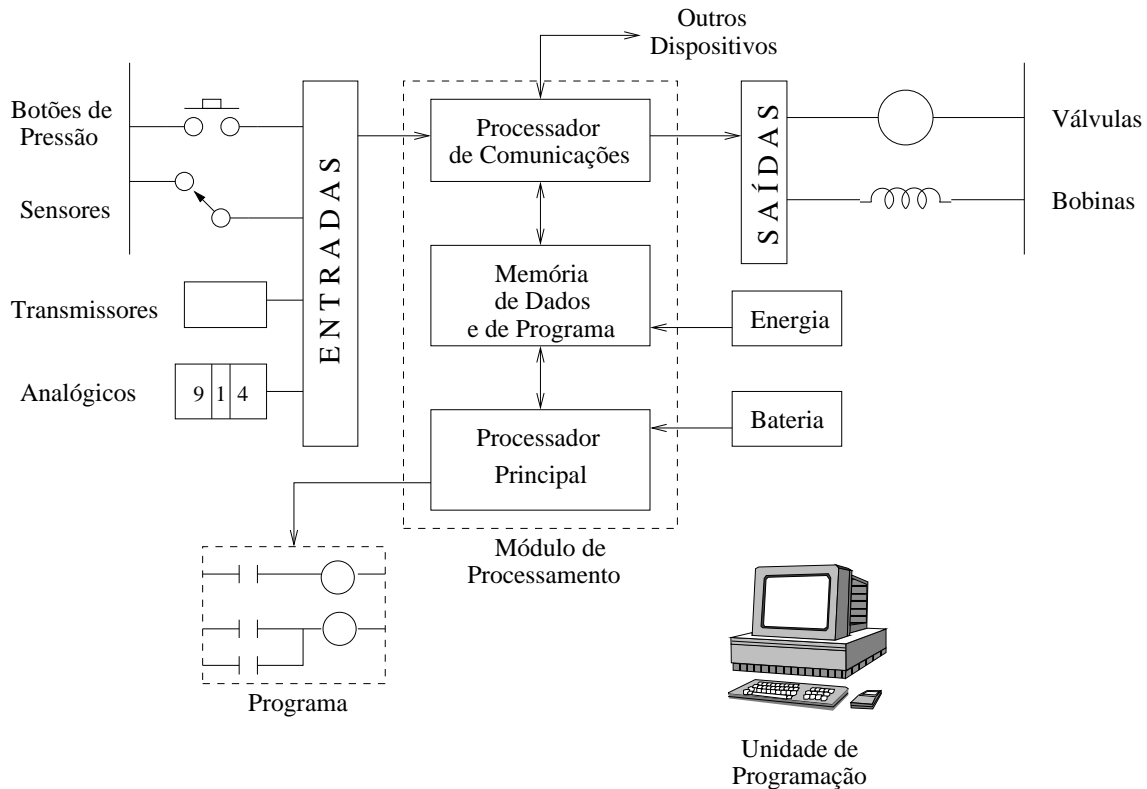 Outros
Dispositivos
Botões de
Pressão
Sensores
Transmissores
Analógicos
9 1 4
ENTRADAS
Processador
de Comunicações
Memória
de Dados
e de Programa
Processador
Principal
Módulo de
Processamento
SAÍDAS
Válvulas
Bobinas
Energia
Bateria
Programa
Unidade de
Programação